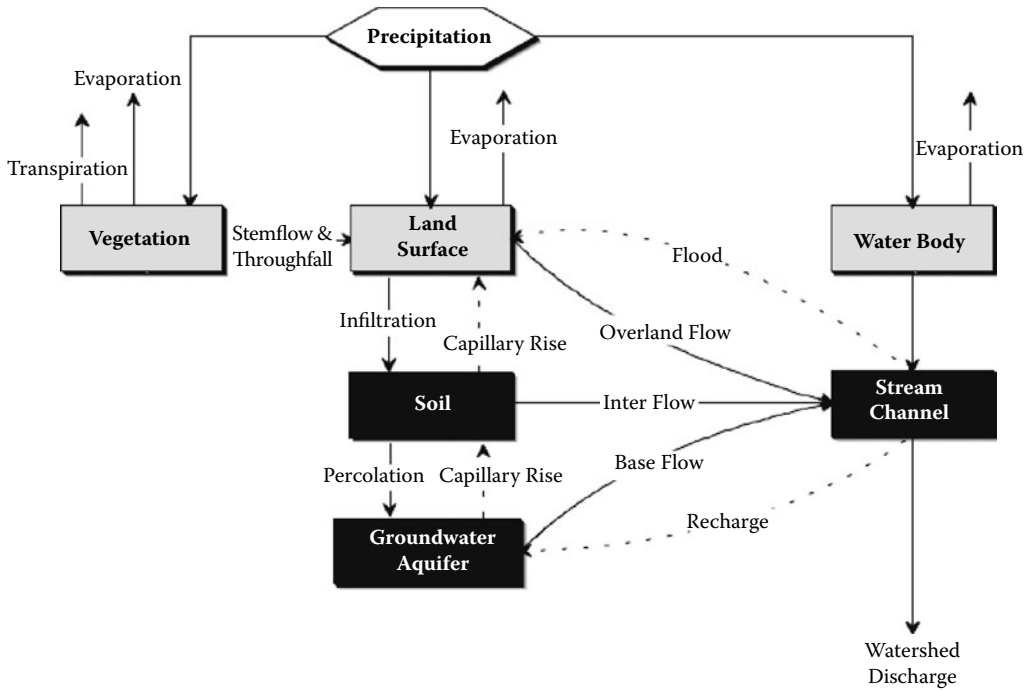 Precipitation
Evaporation
Transpiration
Evaporation
Evaporation
Vegetation
Stemflow &
Throughfall
Land
Surface
Water Body
Flood
Infiltration
Capillary Rise
Overland Flow
Soil
Inter Flow
Stream
Channel
Percolation
Capillary Rise
Base Flow
Recharge
Groundwater
Aquifer
Watershed
Discharge